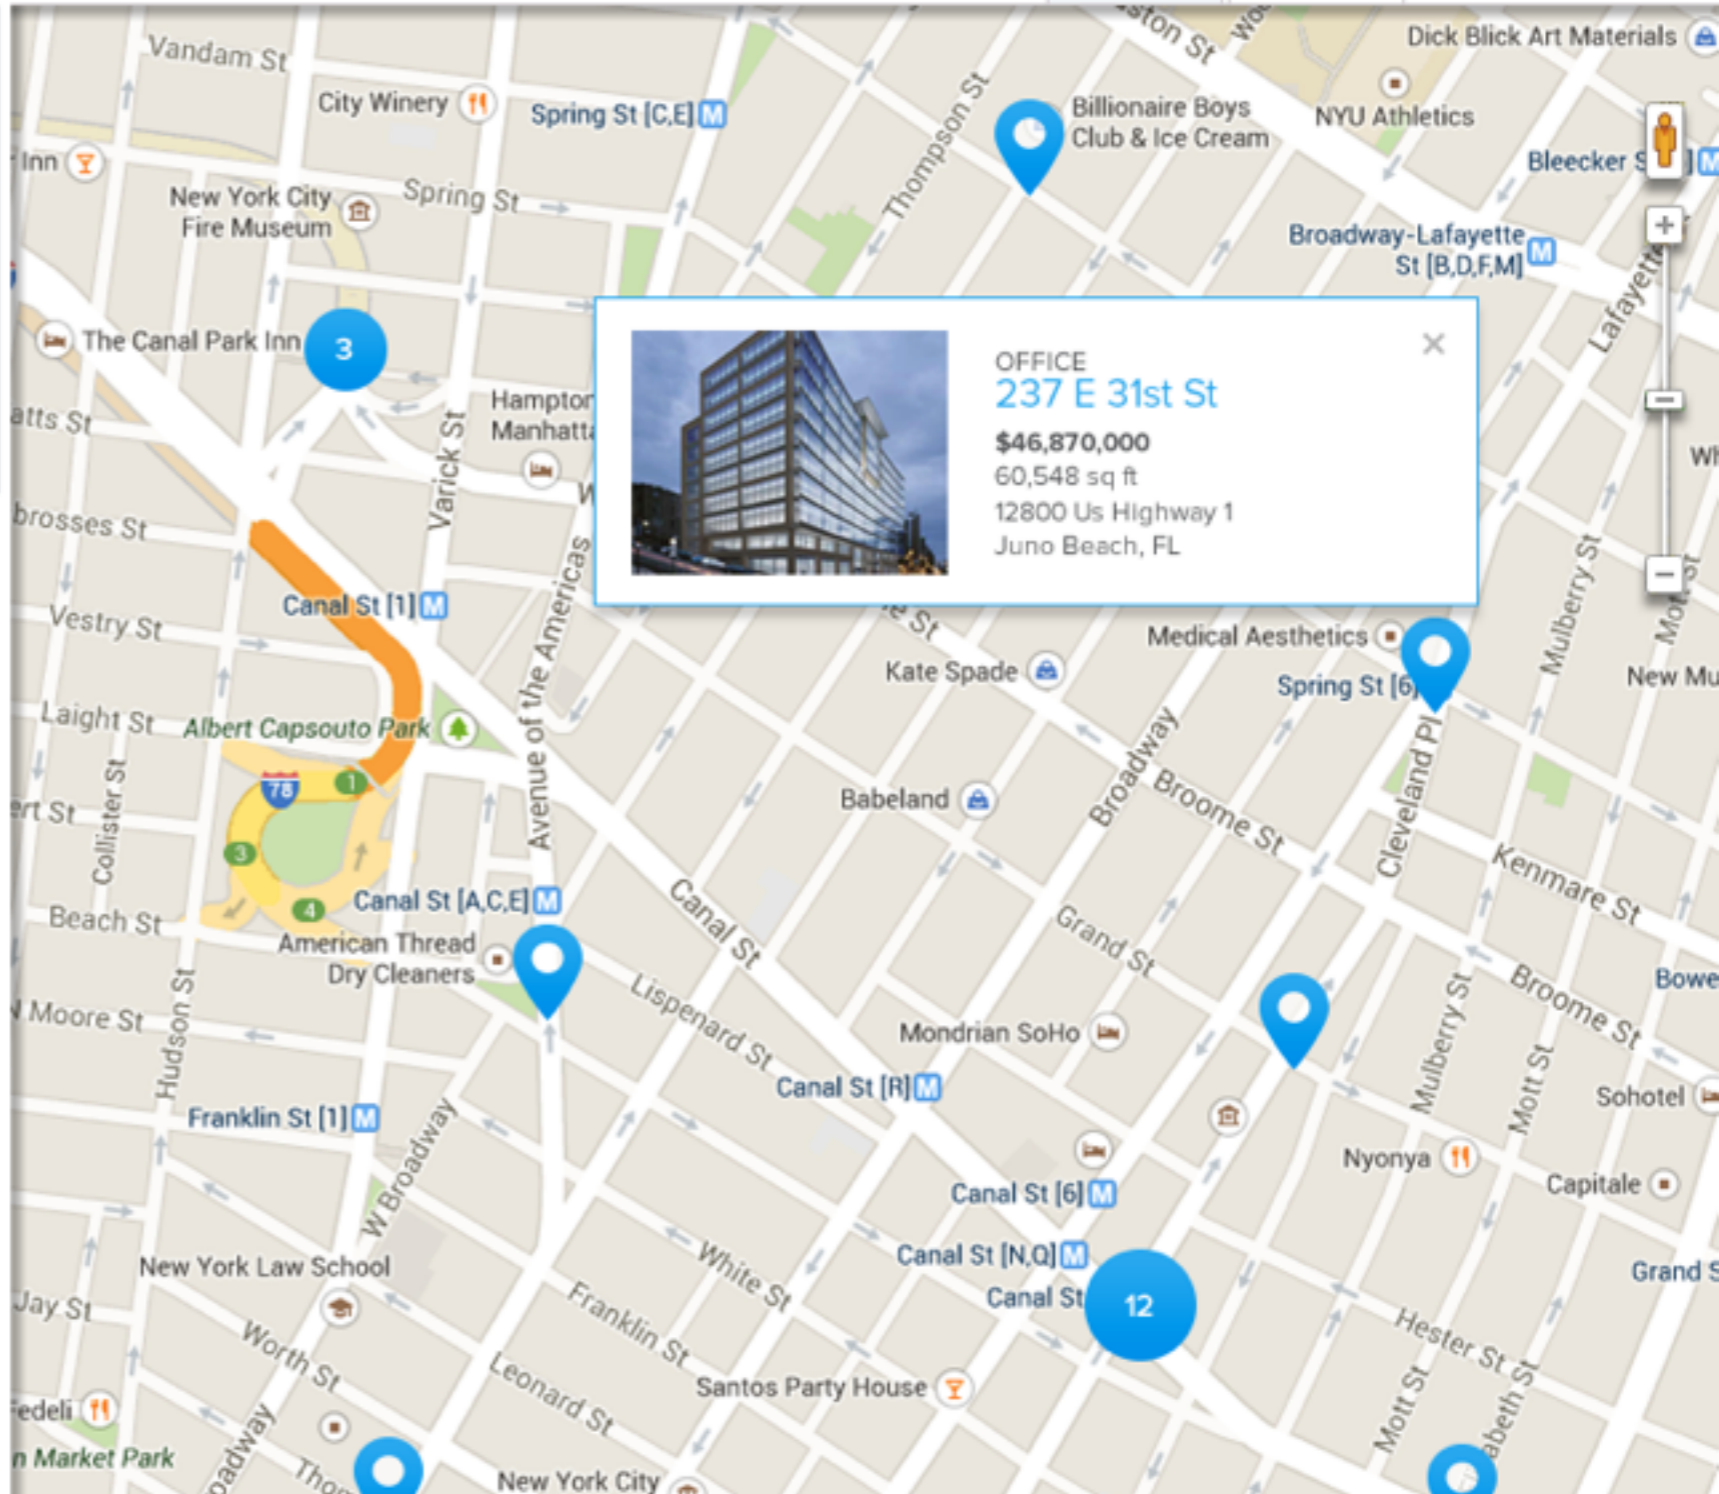 Vandam St
City Winery
Spring St [C,E]
M
Thompson St
Billionaire Boys
Club & Ice Cream
Dick Blick Art Materials
NYU Athletics
Inn
New York City
Fire Museum
Spring St
Broadway-Lafayette
St [B,D,F,M]
M
Bleecker
M
Lafayette
The Canal Park Inn
3
Varick St
Hampton
OFFICE
237 E 31st St
$46,870,000
60,548 sq ft
12800 Us Highway 1
Juno Beach, FL
Canal St [1]
M
Vestry St
Avenue of the Americas
Kate Spade
Medical Aesthetics
Spring St [6]
Mulberry St
Mott St
Laight St
Albert Capsouto Park
78
1
3
4
Collister St
Babeland
Broadway
Broome St
Cleveland Pl
Kenmare St
Beach St
Canal St [A,C,E]
M
American Thread
Dry Cleaners
Canal St
Grand St
Hudson St
N Moore St
Lispenard St
Mondrian SoHo
Canal St [R]
M
Mulberry St
Broome St
Mott St
Sohotel
Franklin St [1]
M
W Broadway
Canal St [6]
M
Nyonya
Capitale
New York Law School
Canal St [N,Q]
M
Canal St
12
White St
Franklin St
Jay St
Worth St
Leonard St
Santos Party House
Hester St
Mott St
Grand S
n Market Park
New York City